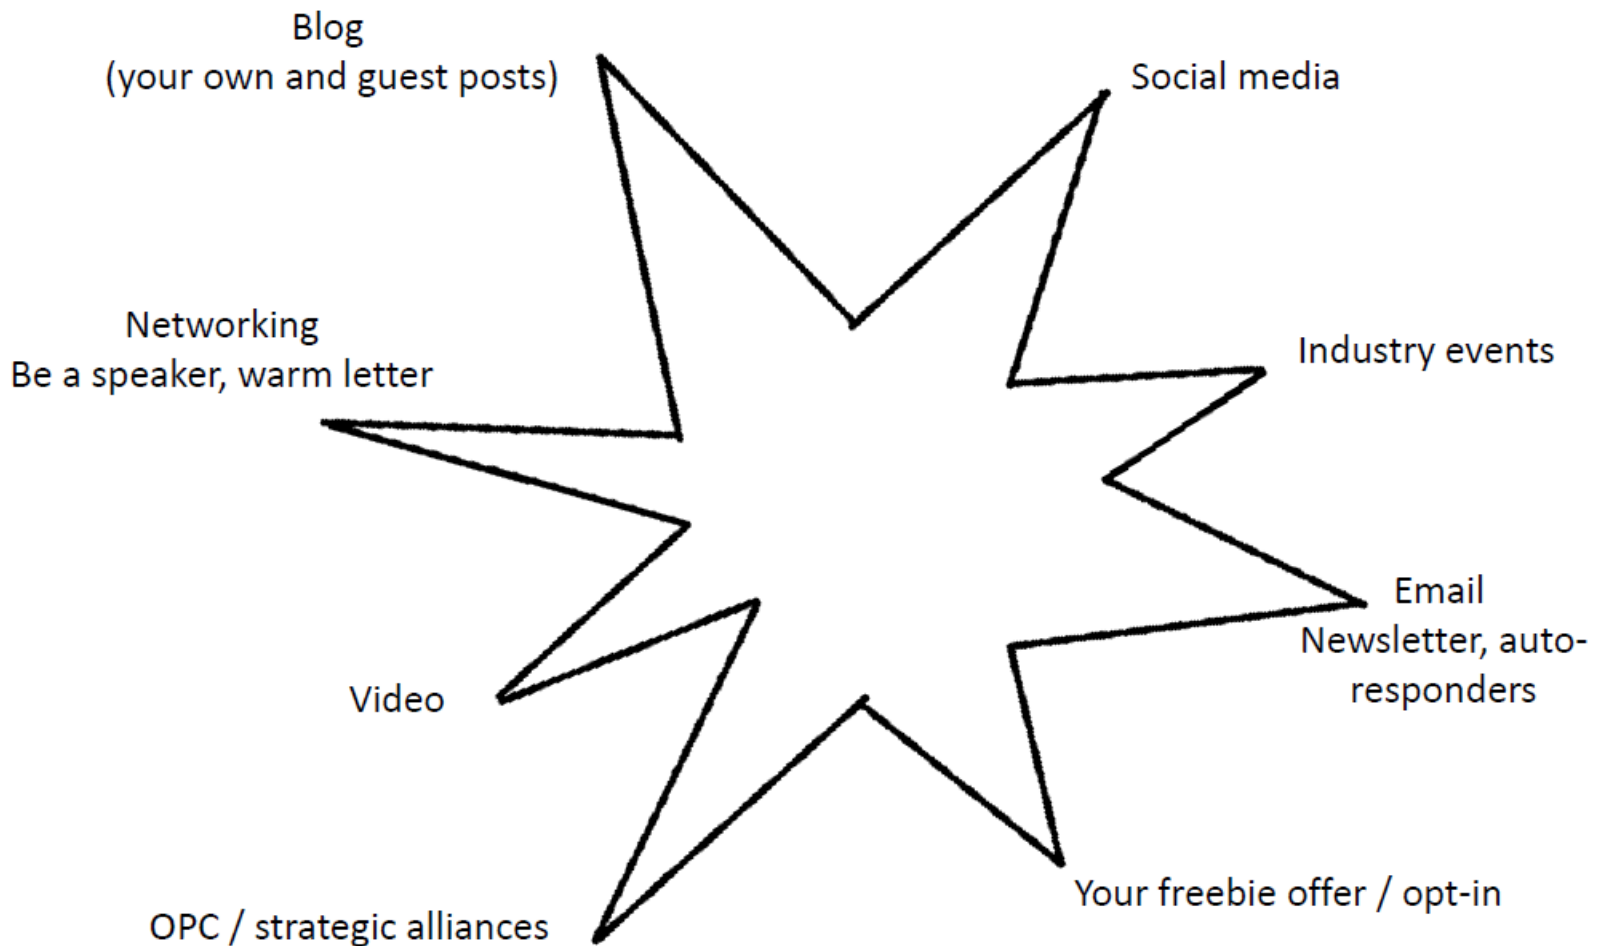 Blog
(your own and guest posts)
Social media
Networking
Be a speaker, warm letter
Industry events
Email
Newsletter, auto-
responders
Video
Your freebie offer / opt-in
OPC / strategic alliances